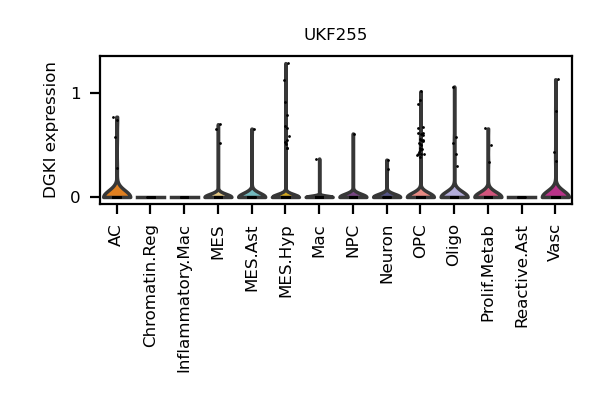 UKF255
DGKI expression
1
0
AC
Chromatin.Reg
Inflammatory.Mac
MES
MES.Ast
MES.Hyp
Mac
NPC
Neuron
OPC
Oligo
Prolif.Metab
Reactive.Ast
Vasc